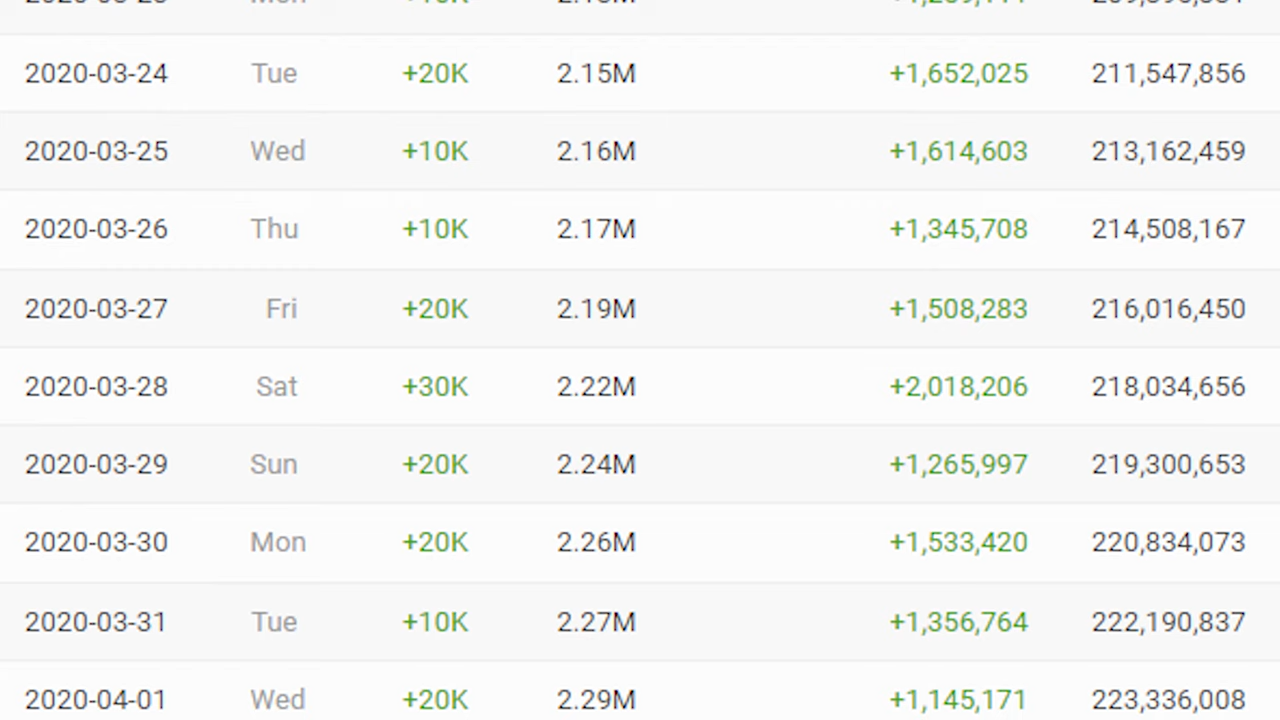 2020-03-24 Tue +20K 2.15M +1,652,025 211,547,856
2020-03-25 Wed +10K 2.16M +1,614,603 213,162,459
2020-03-26 Thu +10K 2.17M +1,345,708 214,508,167
2020-03-27 Fri +20K 2.19M +1,508,283 216,016,450
2020-03-28 Sat +30K 2.22M +2,018,206 218,034,656
2020-03-29 Sun +20K 2.24M +1,265,997 219,300,653
2020-03-30 Mon +20K 2.26M +1,533,420 220,834,073
2020-03-31 Tue +10K 2.27M +1,356,764 222,190,837
2020-04-01 Wed +20K 2.29M +1,145,171 223,336,008